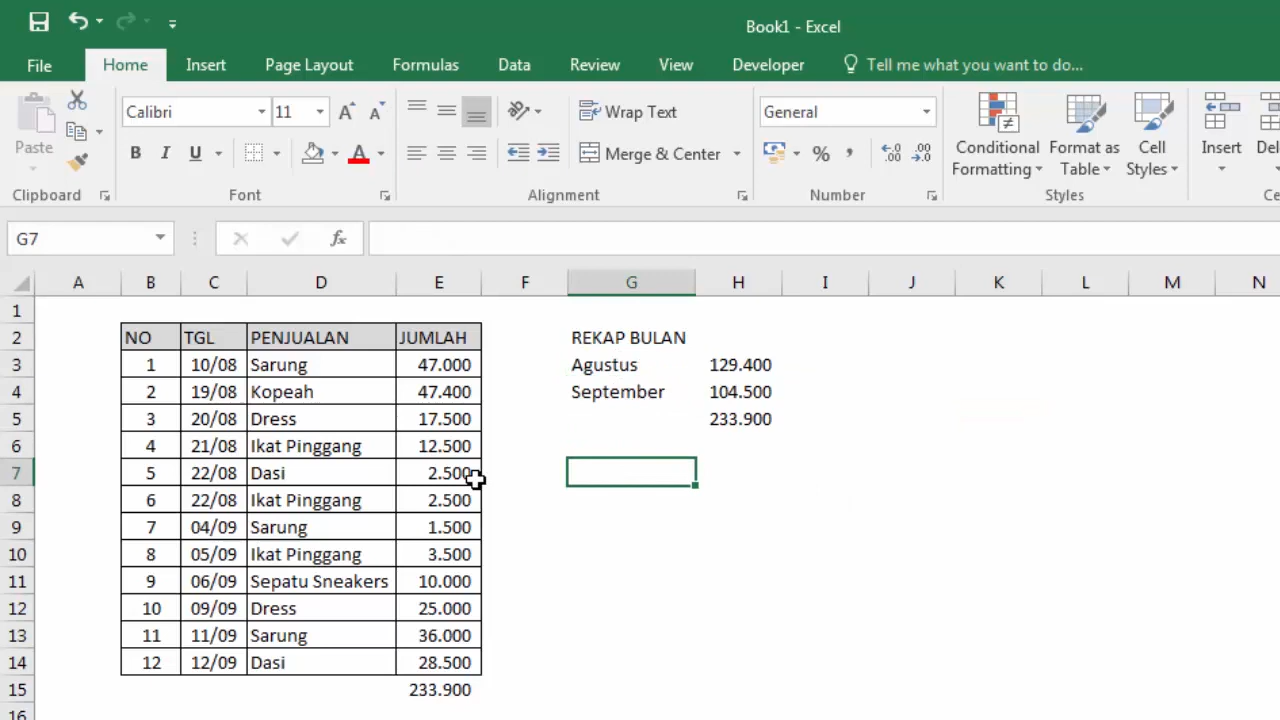 Book1 - Excel
File Home Insert Page Layout Formulas Data Review View Developer Tell me what you want to do...
Calibri 11 Wrap Text General
Paste B I U Merge & Center % , Conditional Formatting Format as Table Cell Styles Insert
Clipboard Font Alignment Number Styles
G7 fx
A B C D E F G H I J K L M N
1
2 NO TGL PENJUALAN JUMLAH REKAP BULAN
3 1 10/08 Sarung 47.000 Agustus 129.400
4 2 19/08 Kopeah 47.400 September 104.500
5 3 20/08 Dress 17.500 233.900
6 4 21/08 Ikat Pinggang 12.500
7 5 22/08 Dasi 2.500
8 6 22/08 Ikat Pinggang 2.500
9 7 04/09 Sarung 1.500
10 8 05/09 Ikat Pinggang 3.500
11 9 06/09 Sepatu Sneakers 10.000
12 10 09/09 Dress 25.000
13 11 11/09 Sarung 36.000
14 12 12/09 Dasi 28.500
15 233.900
16